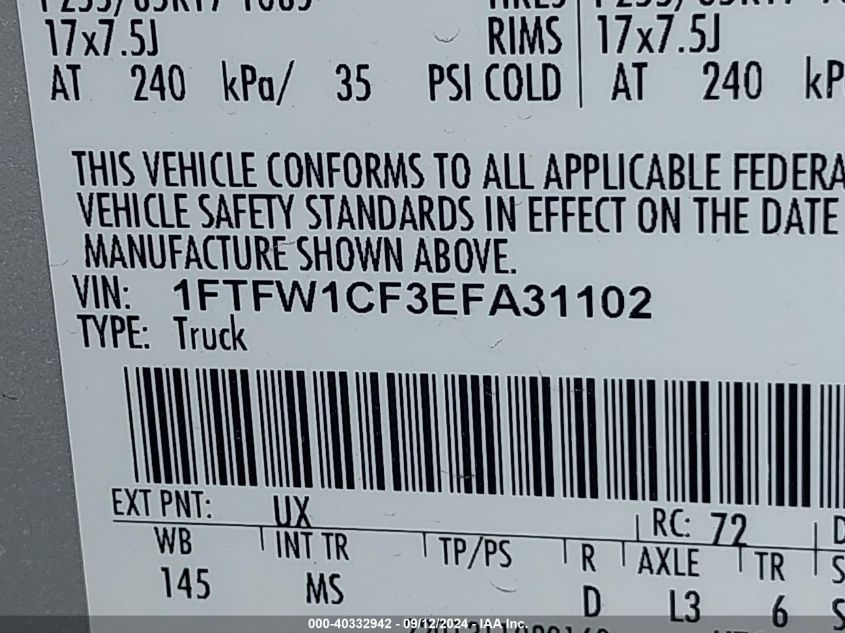 17x7.5J RIMS 17x7.5J
AT 240 kPa/ 35 PSI COLD AT 240
THIS VEHICLE CONFORMS TO ALL APPLICABLE
VEHICLE SAFETY STANDARDS IN EFFECT ON THE DATE
MANUFACTURE SHOWN ABOVE.
VIN: 1FTFW1CF3EFA31102
TYPE: Truck
EXT PNT: UX RC: 72
WB INT TR TP/PS R AXLE TR
145 MS D L3 6
000-40332942 - 09/12/2024 - IAA Inc.